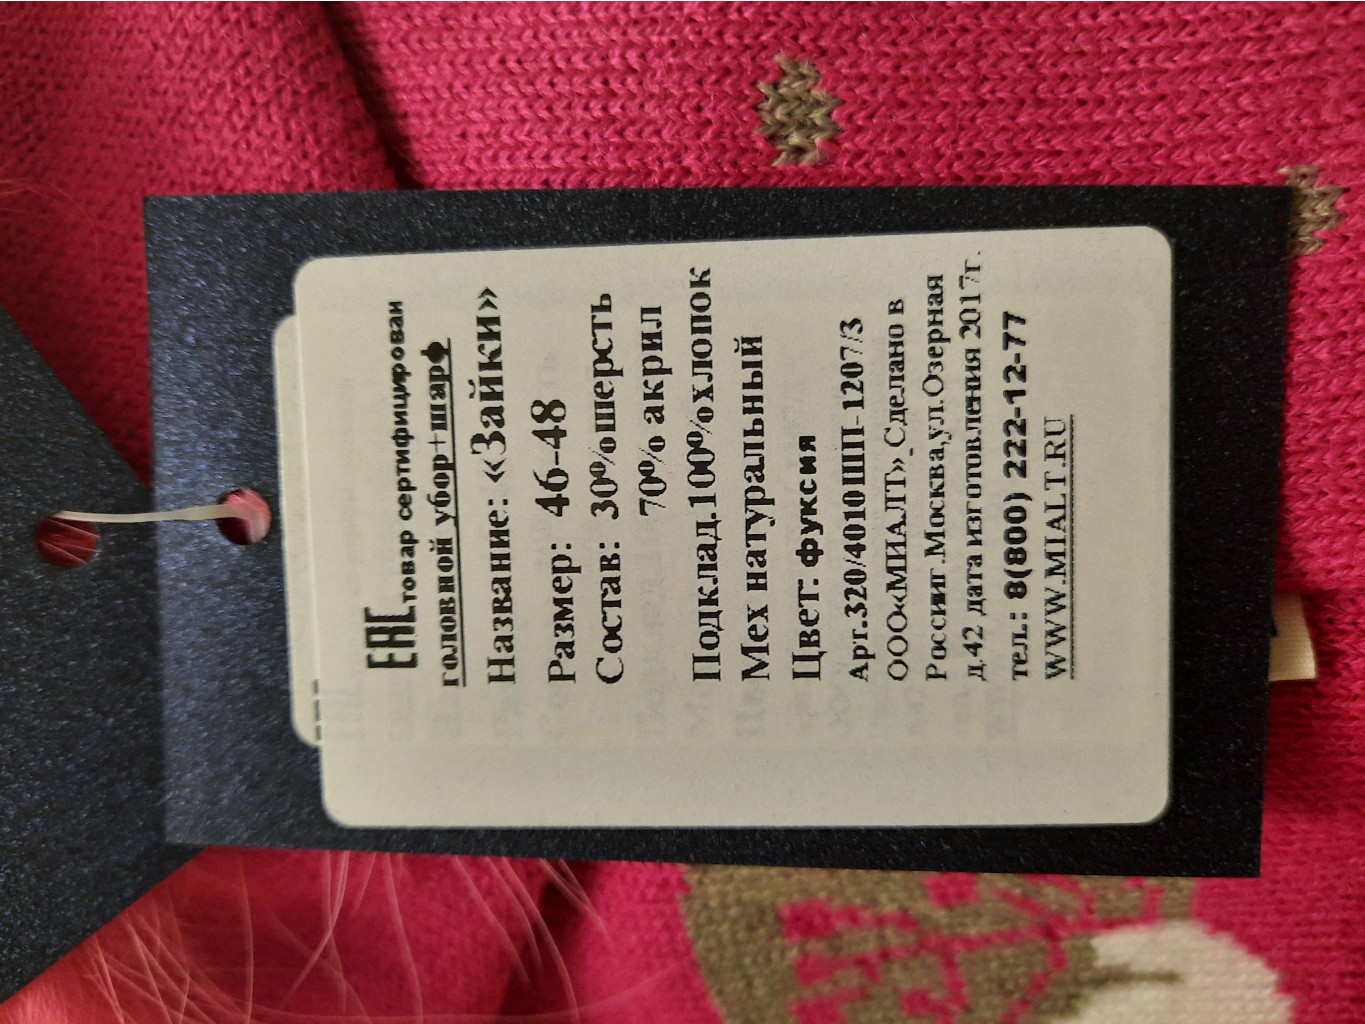 ЕАС товар сертифицирован
головной убор+шарф
Название: «Зайки»
Размер: 46-48
Состав: 30%шерсть
70% акрил
Подклад.100%хлопок
Мех натуральный
Цвет: фуксия
Арт.320/4010ШП-1207/3
ООО«МИАЛТ» Сделано в
Россииг.Москва,ул.Озерная
д.42 дата изготовления 2017г.
тел.: 8(800) 222-12-77
WWW.MIALT.RU